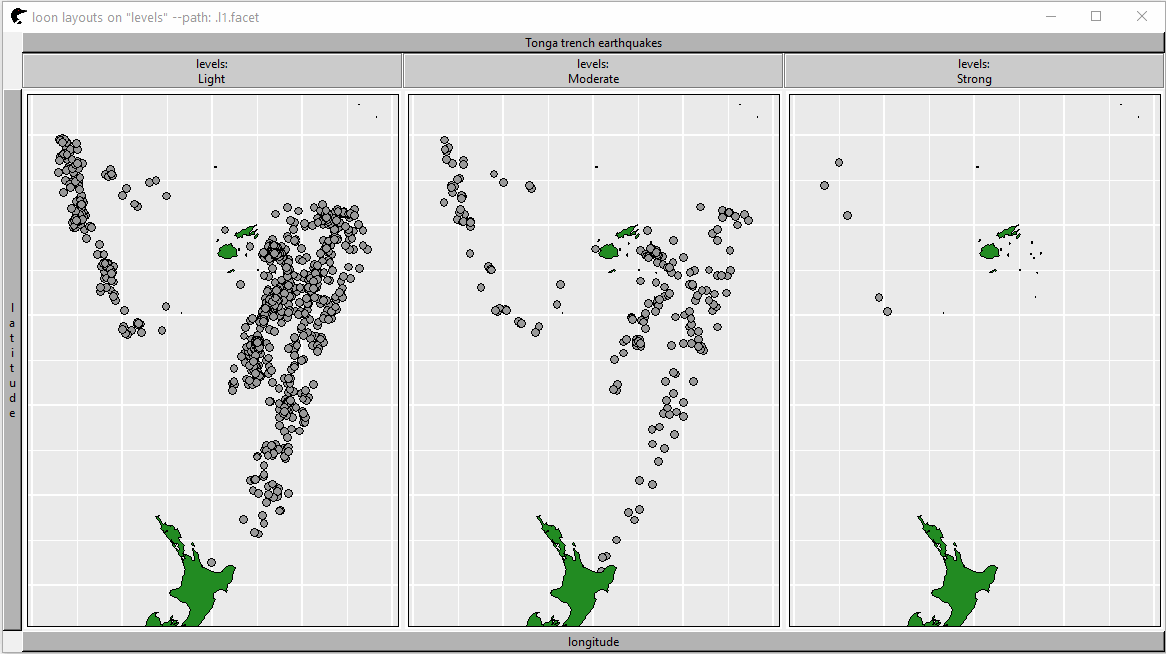 loon layouts on "levels" --path: .l1.facet
Tonga trench earthquakes
levels:
Light
levels:
Moderate
levels:
Strong
latitude
longitude